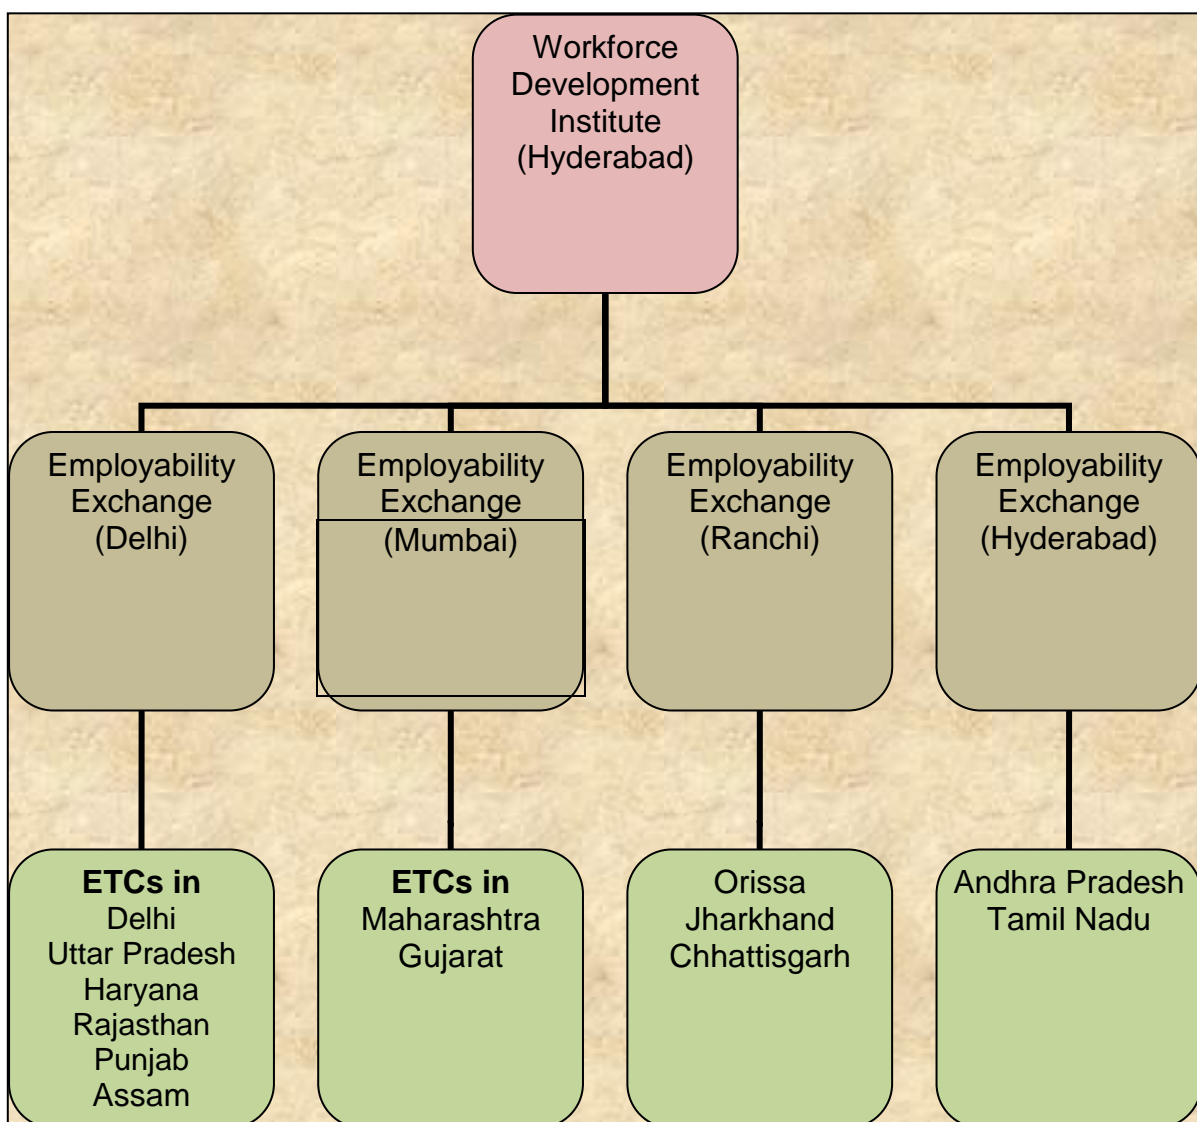 Workforce
Development
Institute
(Hyderabad)
Employability
Exchange
(Delhi)
Employability
Exchange
(Mumbai)
Employability
Exchange
(Ranchi)
Employability
Exchange
(Hyderabad)
ETCs in
Delhi
Uttar Pradesh
Haryana
Rajasthan
Punjab
Assam
ETCs in
Maharashtra
Gujarat
Orissa
Jharkhand
Chhattisgarh
Andhra Pradesh
Tamil Nadu